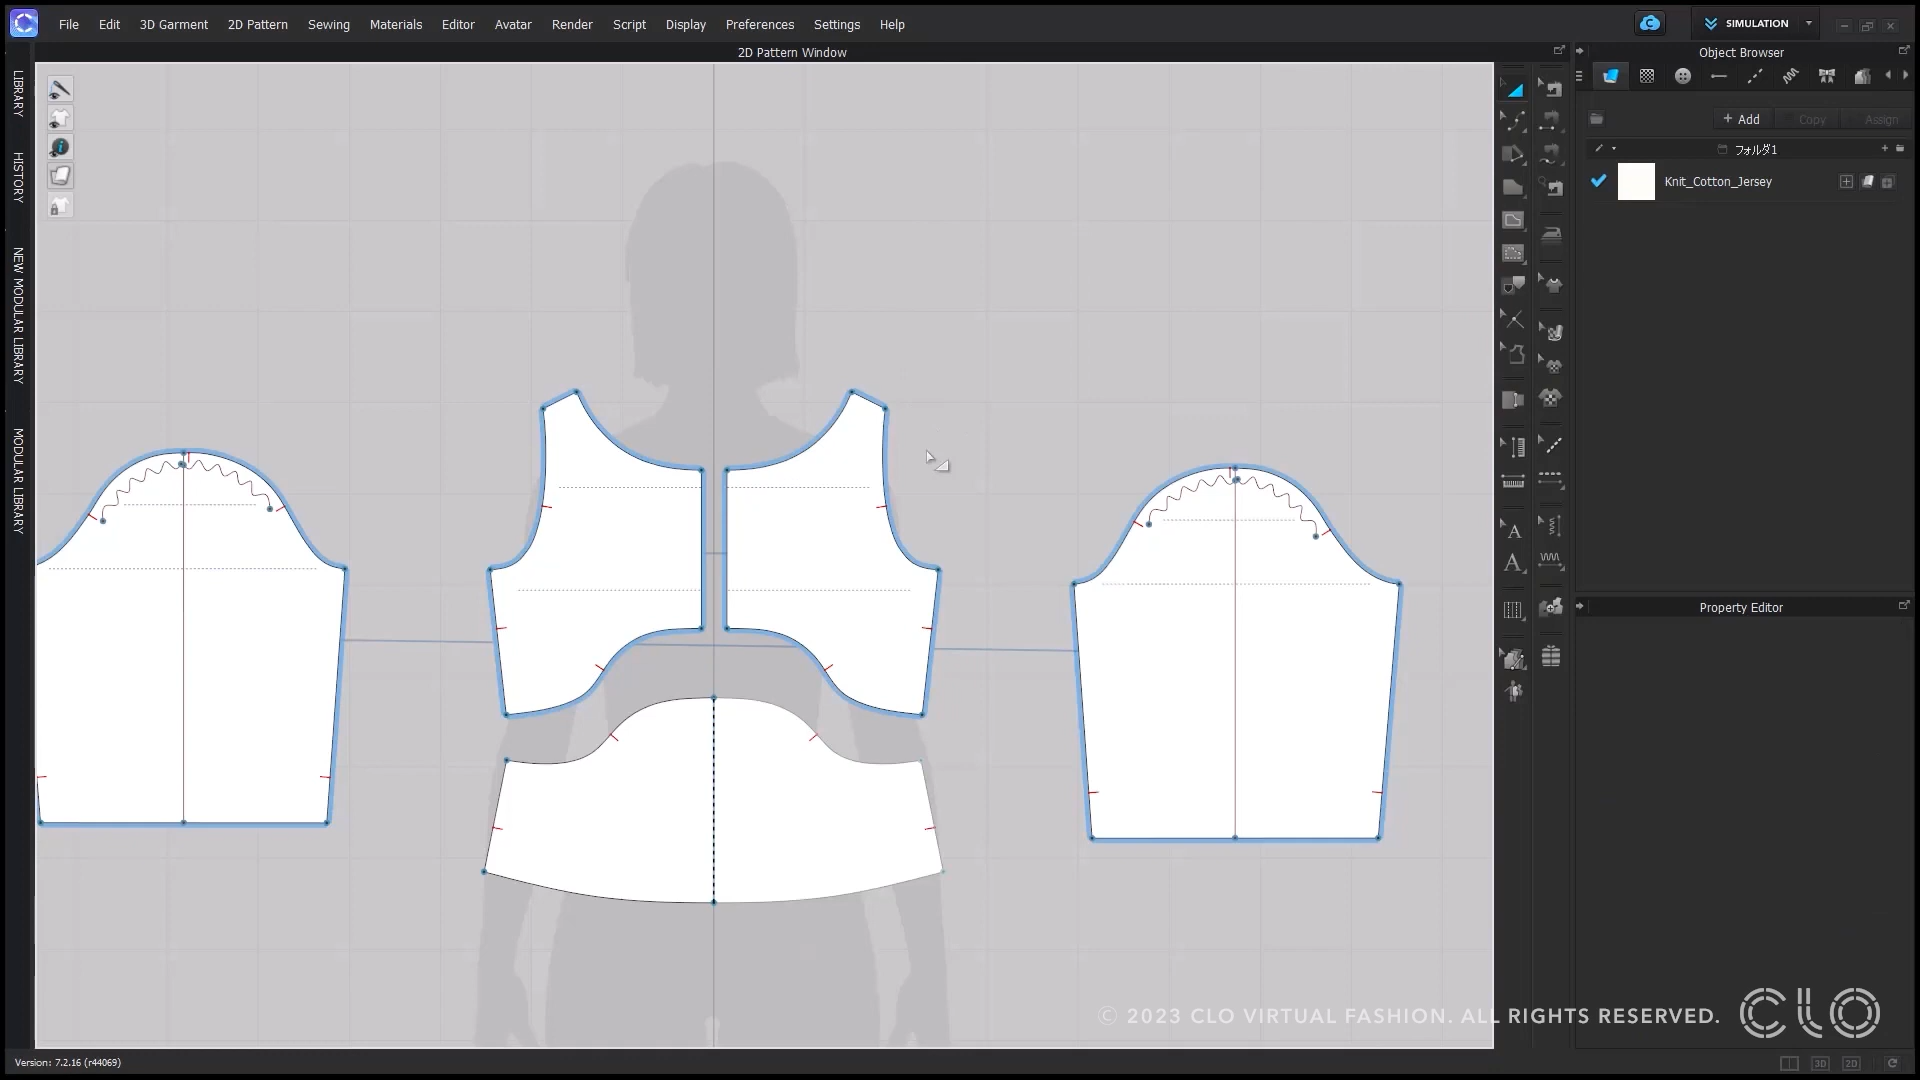 File Edit 3D Garment 2D Pattern Sewing Materials Editor Avatar Render Script Display Preferences Settings Help
SIMULATION
2D Pattern Window
Object Browser
LIBRARY
HISTORY
NEW MODULAR LIBRARY
MODULAR LIBRARY
+ Add Copy Assign
フォルダ1
Knit_Cotton_Jersey
Property Editor
© 2023 CLO VIRTUAL FASHION. ALL RIGHTS RESERVED.
CLO
Version: 7.2.16 (r44069)
3D 2D